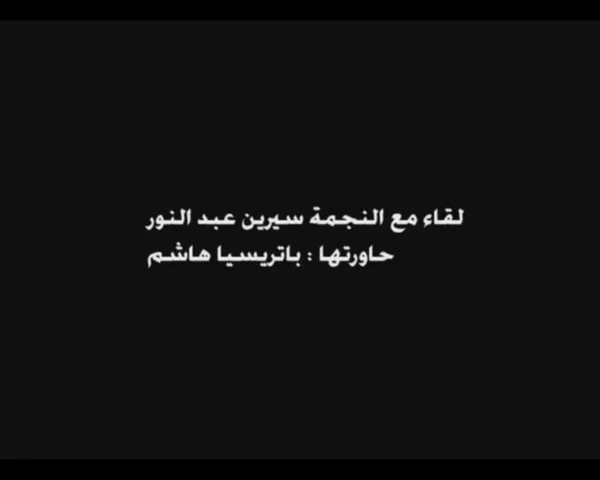 لقاء مع النجمة سيرين عبد النور
حاورتها : باتريسيا هاشم